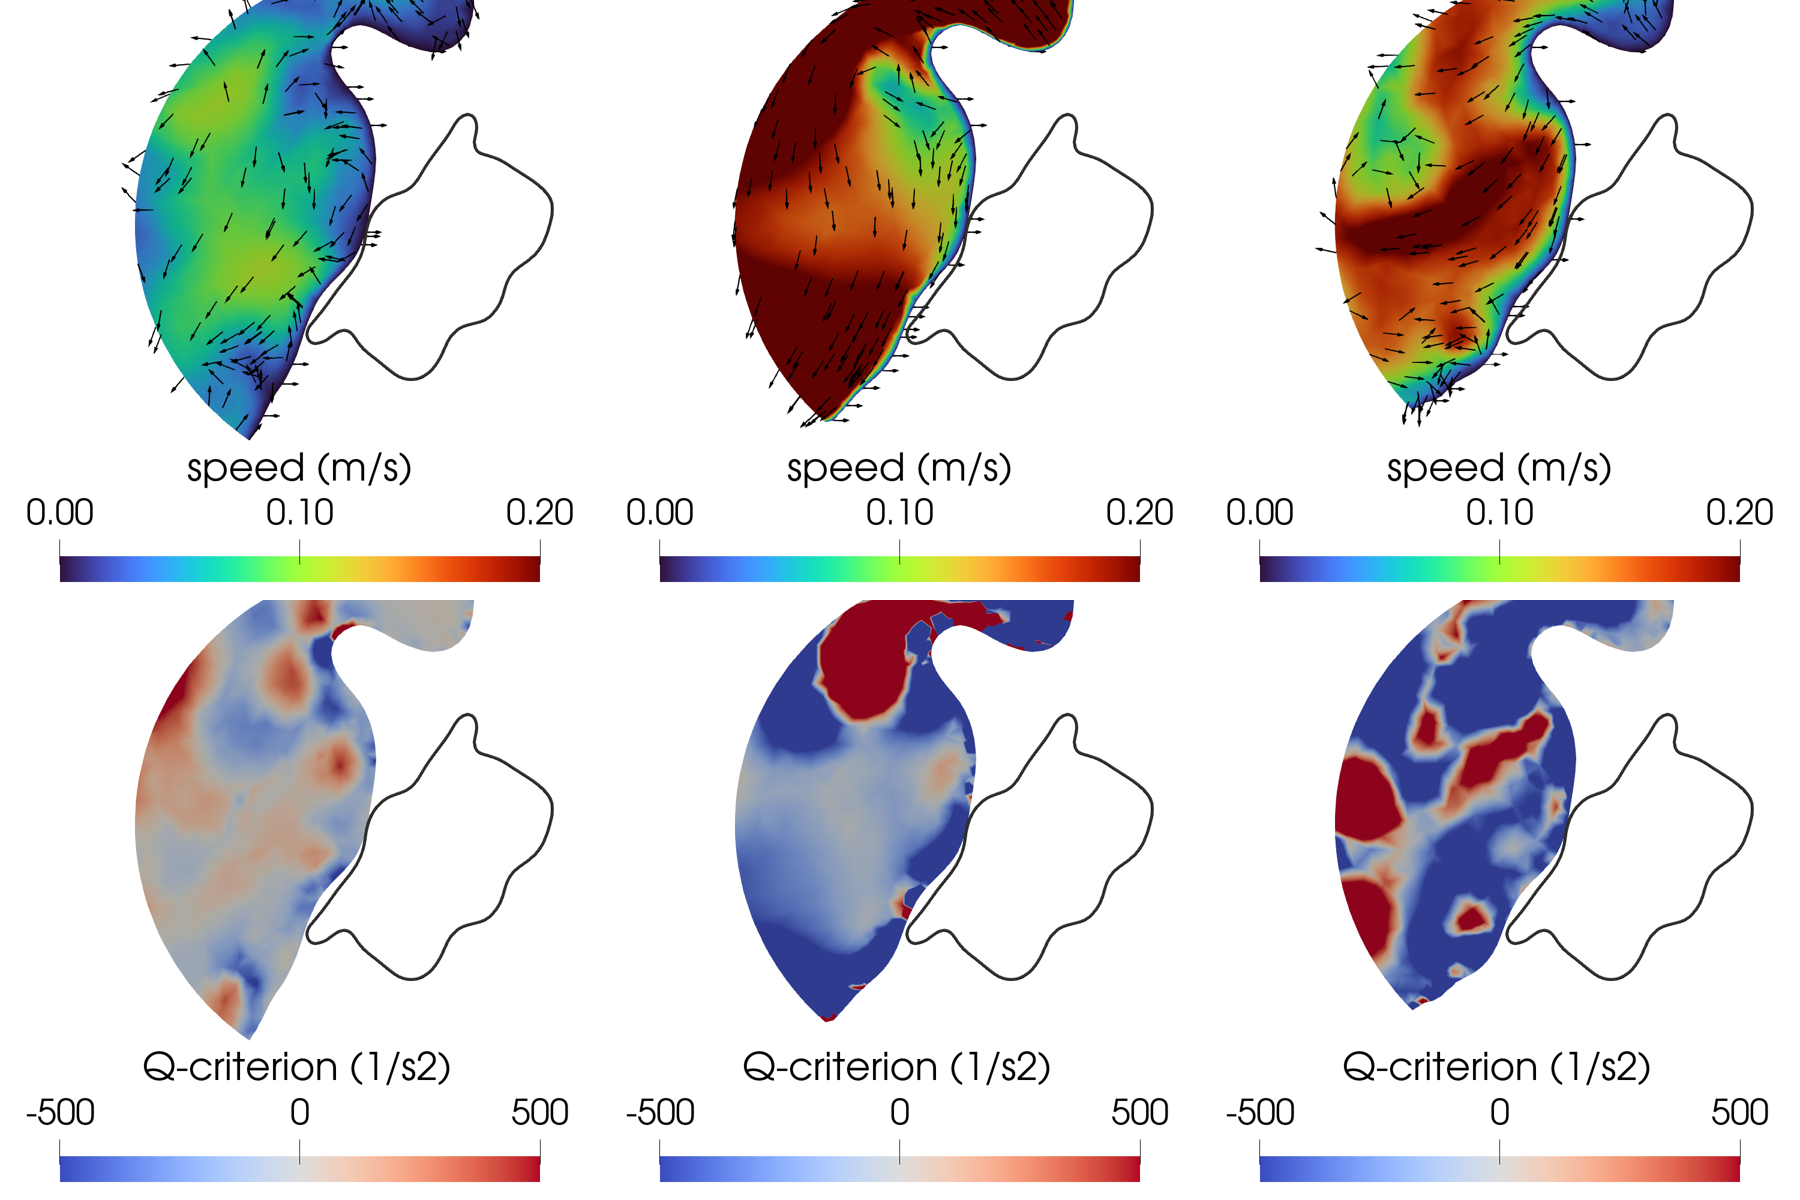 speed (m/s) speed (m/s) speed (m/s)
0.00 0.10 0.20 0.00 0.10 0.20 0.00 0.10 0.20
Q-criterion (1/s2) Q-criterion (1/s2) Q-criterion (1/s2)
-500 0 500 -500 0 500 -500 0 500